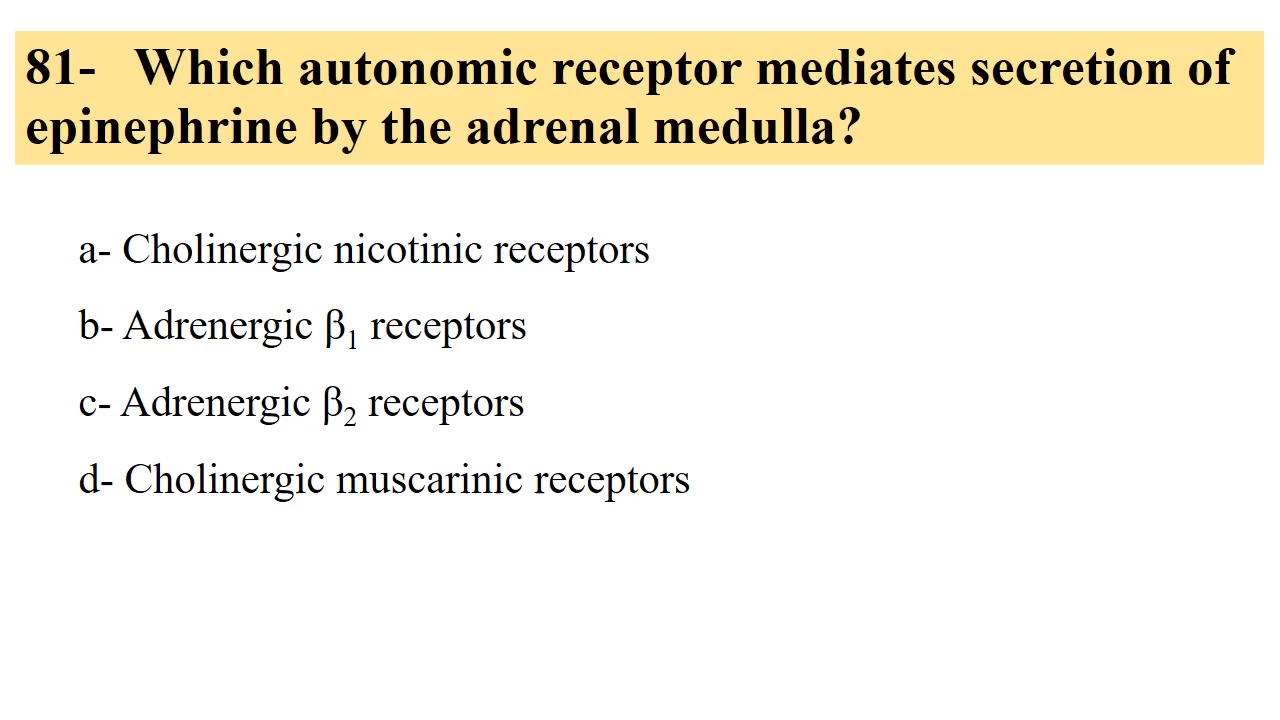 81- Which autonomic receptor mediates secretion of
epinephrine by the adrenal medulla?
a- Cholinergic nicotinic receptors
b- Adrenergic β₁ receptors
c- Adrenergic β₂ receptors
d- Cholinergic muscarinic receptors